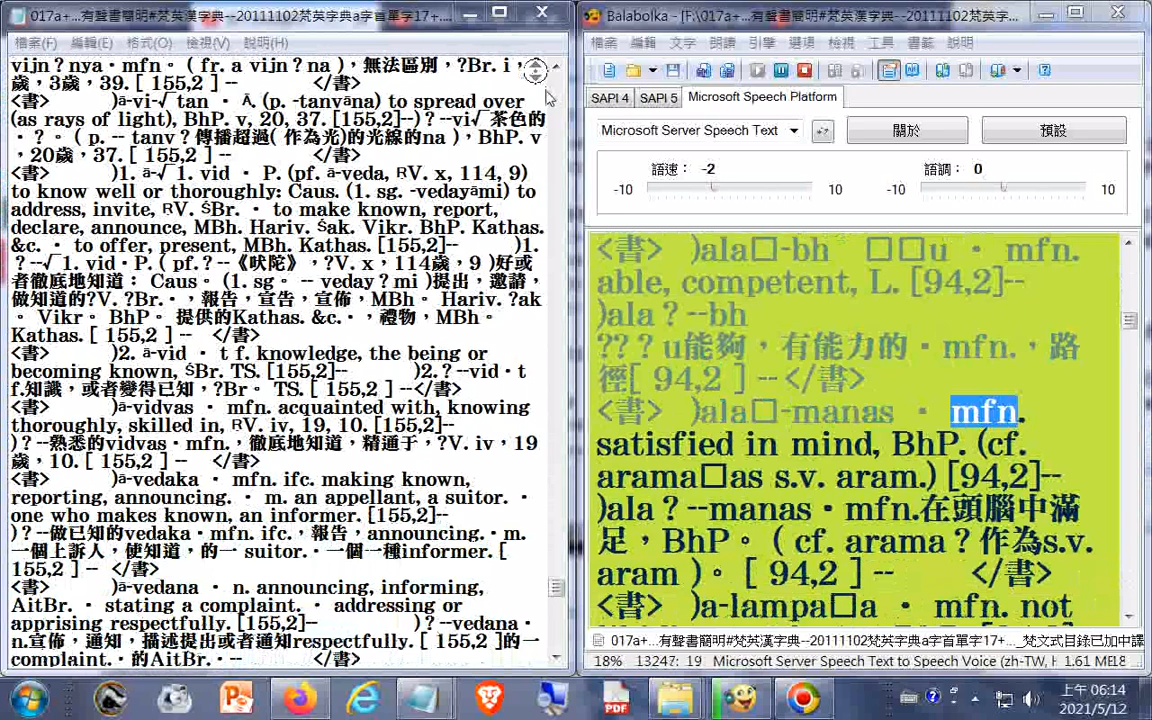 有聲書簡明#梵英漢字典--20111102梵英字典a字首單字17+...
檔案(F) 編輯(E) 格式(O) 檢視(V) 說明(H)
vijn？nya‧mfn。( fr. a vijn？na )，無法區別，?Br. i，
歲，3歲，39. [ 155,2 ] -- </書>
<書> )ā-vi-√tan ‧ Ā. (p. -tanvāna) to spread over
(as rays of light), BhP. v, 20, 37. [155,2]--)？--vi√茶色的
‧？。( p. -- tanv？傳播超過( 作為光)的光線的na )，BhP. v
，20歲，37. [ 155,2 ] -- </書>
<書> )1. ā-√1. vid ‧ P. (pf. ā-veda, RV. x, 114, 9)
to know well or thoroughly: Caus. (1. sg. -vedayāmi) to
address, invite, RV. ŚBr. ‧ to make known, report,
declare, announce, MBh. Hariv. Śak. Vikr. BhP. Kathas.
&c. ‧ to offer, present, MBh. Kathas. [155,2]-- )1.
？--√1. vid‧P. ( pf.？--《吠陀》，?V. x，114歲，9 )好或
者徹底地知道： Caus。(1. sg。-- veday？mi)提出，邀請，
做知道的?V. ?Br.‧，報告，宣告，宣佈，MBh。Hariv. ?ak
。Vikr。BhP。提供的Kathas. &c.‧，禮物，MBh。
Kathas. [ 155,2 ] -- </書>
<書> )2. ā-vid ‧ t f. knowledge, the being or
becoming known, ŚBr. TS. [155,2]-- )2.？--vid‧t
f.知識，或者變得已知，?Br。TS. [ 155,2 ] --</書>
<書> )ā-vidvas ‧ mfn. acquainted with, knowing
thoroughly, skilled in, RV. iv, 19, 10. [155,2]--
)？--熟悉的vidvas‧mfn.，徹底地知道，精通于，?V. iv，19
歲，10. [ 155,2 ] -- </書>
<書> )ā-vedaka ‧ mfn. ifc. making known,
reporting, announcing. ‧ m. an appellant, a suitor. ‧
one who makes known, an informer. [155,2]--
)？--做已知的vedaka‧mfn. ifc.，報告，announcing.‧m.
一個上訴人，使知道，的一 suitor.‧一個一種informer. [
155,2 ] -- </書>
<書> )ā-vedana ‧ n. announcing, informing,
AitBr. ‧ stating a complaint. ‧ addressing or
apprising respectfully. [155,2]-- )？--vedana‧
n.宣佈，通知，描述提出或者通知respectfully. [ 155,2 ]的一
complaint.‧的AitBr.‧-- </書>
Balabolka - [F:\017a+...有聲書簡明#梵英漢字典--20111102梵英字...
檔案 編輯 文字 朗讀 引擎 選項 檢視 工具 書籤 說明
SAPI 4 SAPI 5 Microsoft Speech Platform
Microsoft Server Speech Text 關於 預設
語速： -2 語調： 0
-10 10 -10 10
<書> )ala□-bh □□u ‧ mfn.
able, competent, L. [94,2]--
)ala？--bh
??？u能夠，有能力的‧mfn.，路
徑[ 94,2 ] --</書>
<書> )ala□-manas ‧ mfn.
satisfied in mind, BhP. (cf.
arama□as s.v. aram.) [94,2]--
)ala？--manas‧mfn.在頭腦中滿
足，BhP。( cf. arama？作為s.v.
aram )。[ 94,2 ] -- </書>
<書> )a-lampa□a ‧ mfn. not
017a+...有聲書簡明#梵英漢字典--20111102梵英字典a字首單字17+..._梵文式目錄已加中譯
18% 13247: 19 Microsoft Server Speech Text to Speech Voice (zh-TW, H 1.61
上午 06:14
2021/5/12